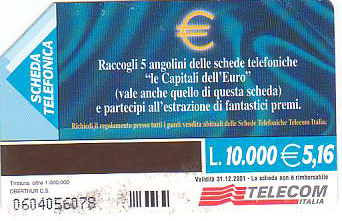 SCHEDA
TELEFONICA
€
Raccogli 5 angolini delle schede telefoniche
"le Capitali dell'Euro"
(vale anche quello di questa scheda)
e partecipi all'estrazione di fantastici premi.
Richiedi il regolamento presso tutti i punti vendita abituali delle Schede Telefoniche Telecom Italia.
L. 10.000 € 5,16
Validità 31.12.2001 - La scheda non è rimborsabile
Tiratura: oltre 1.000.000
OBERTHUR C.S.
0604056078
TELECOM
ITALIA